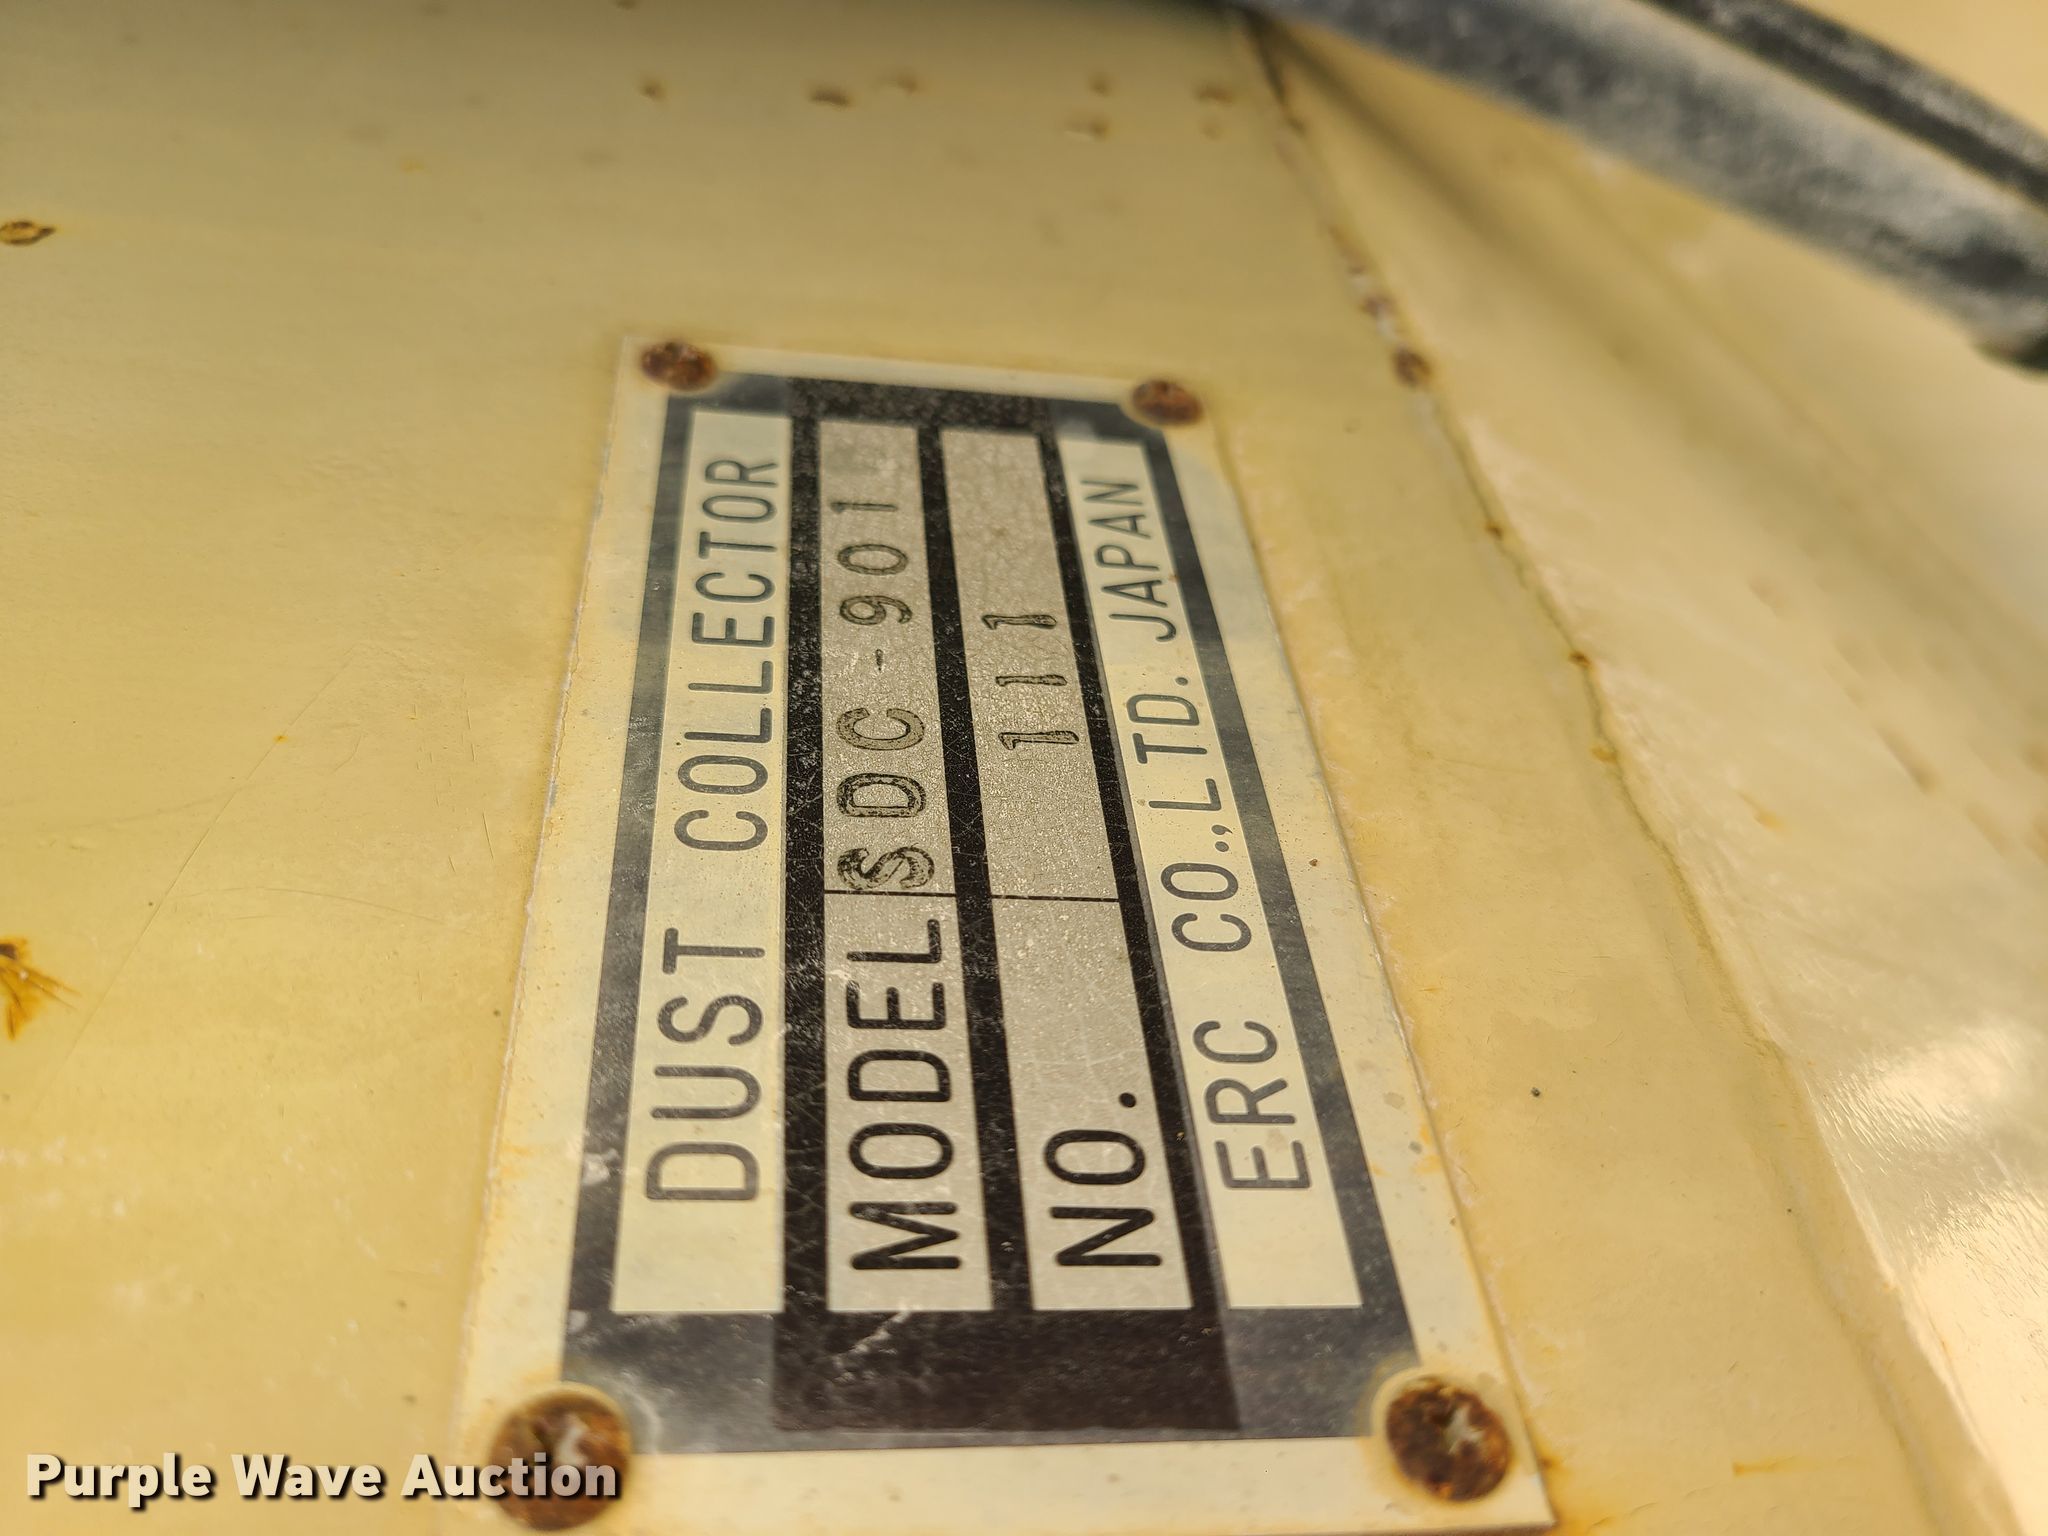 DUST COLLECTOR
MODEL SDC-901
NO. 111
ERC CO.,LTD. JAPAN
Purple Wave Auction